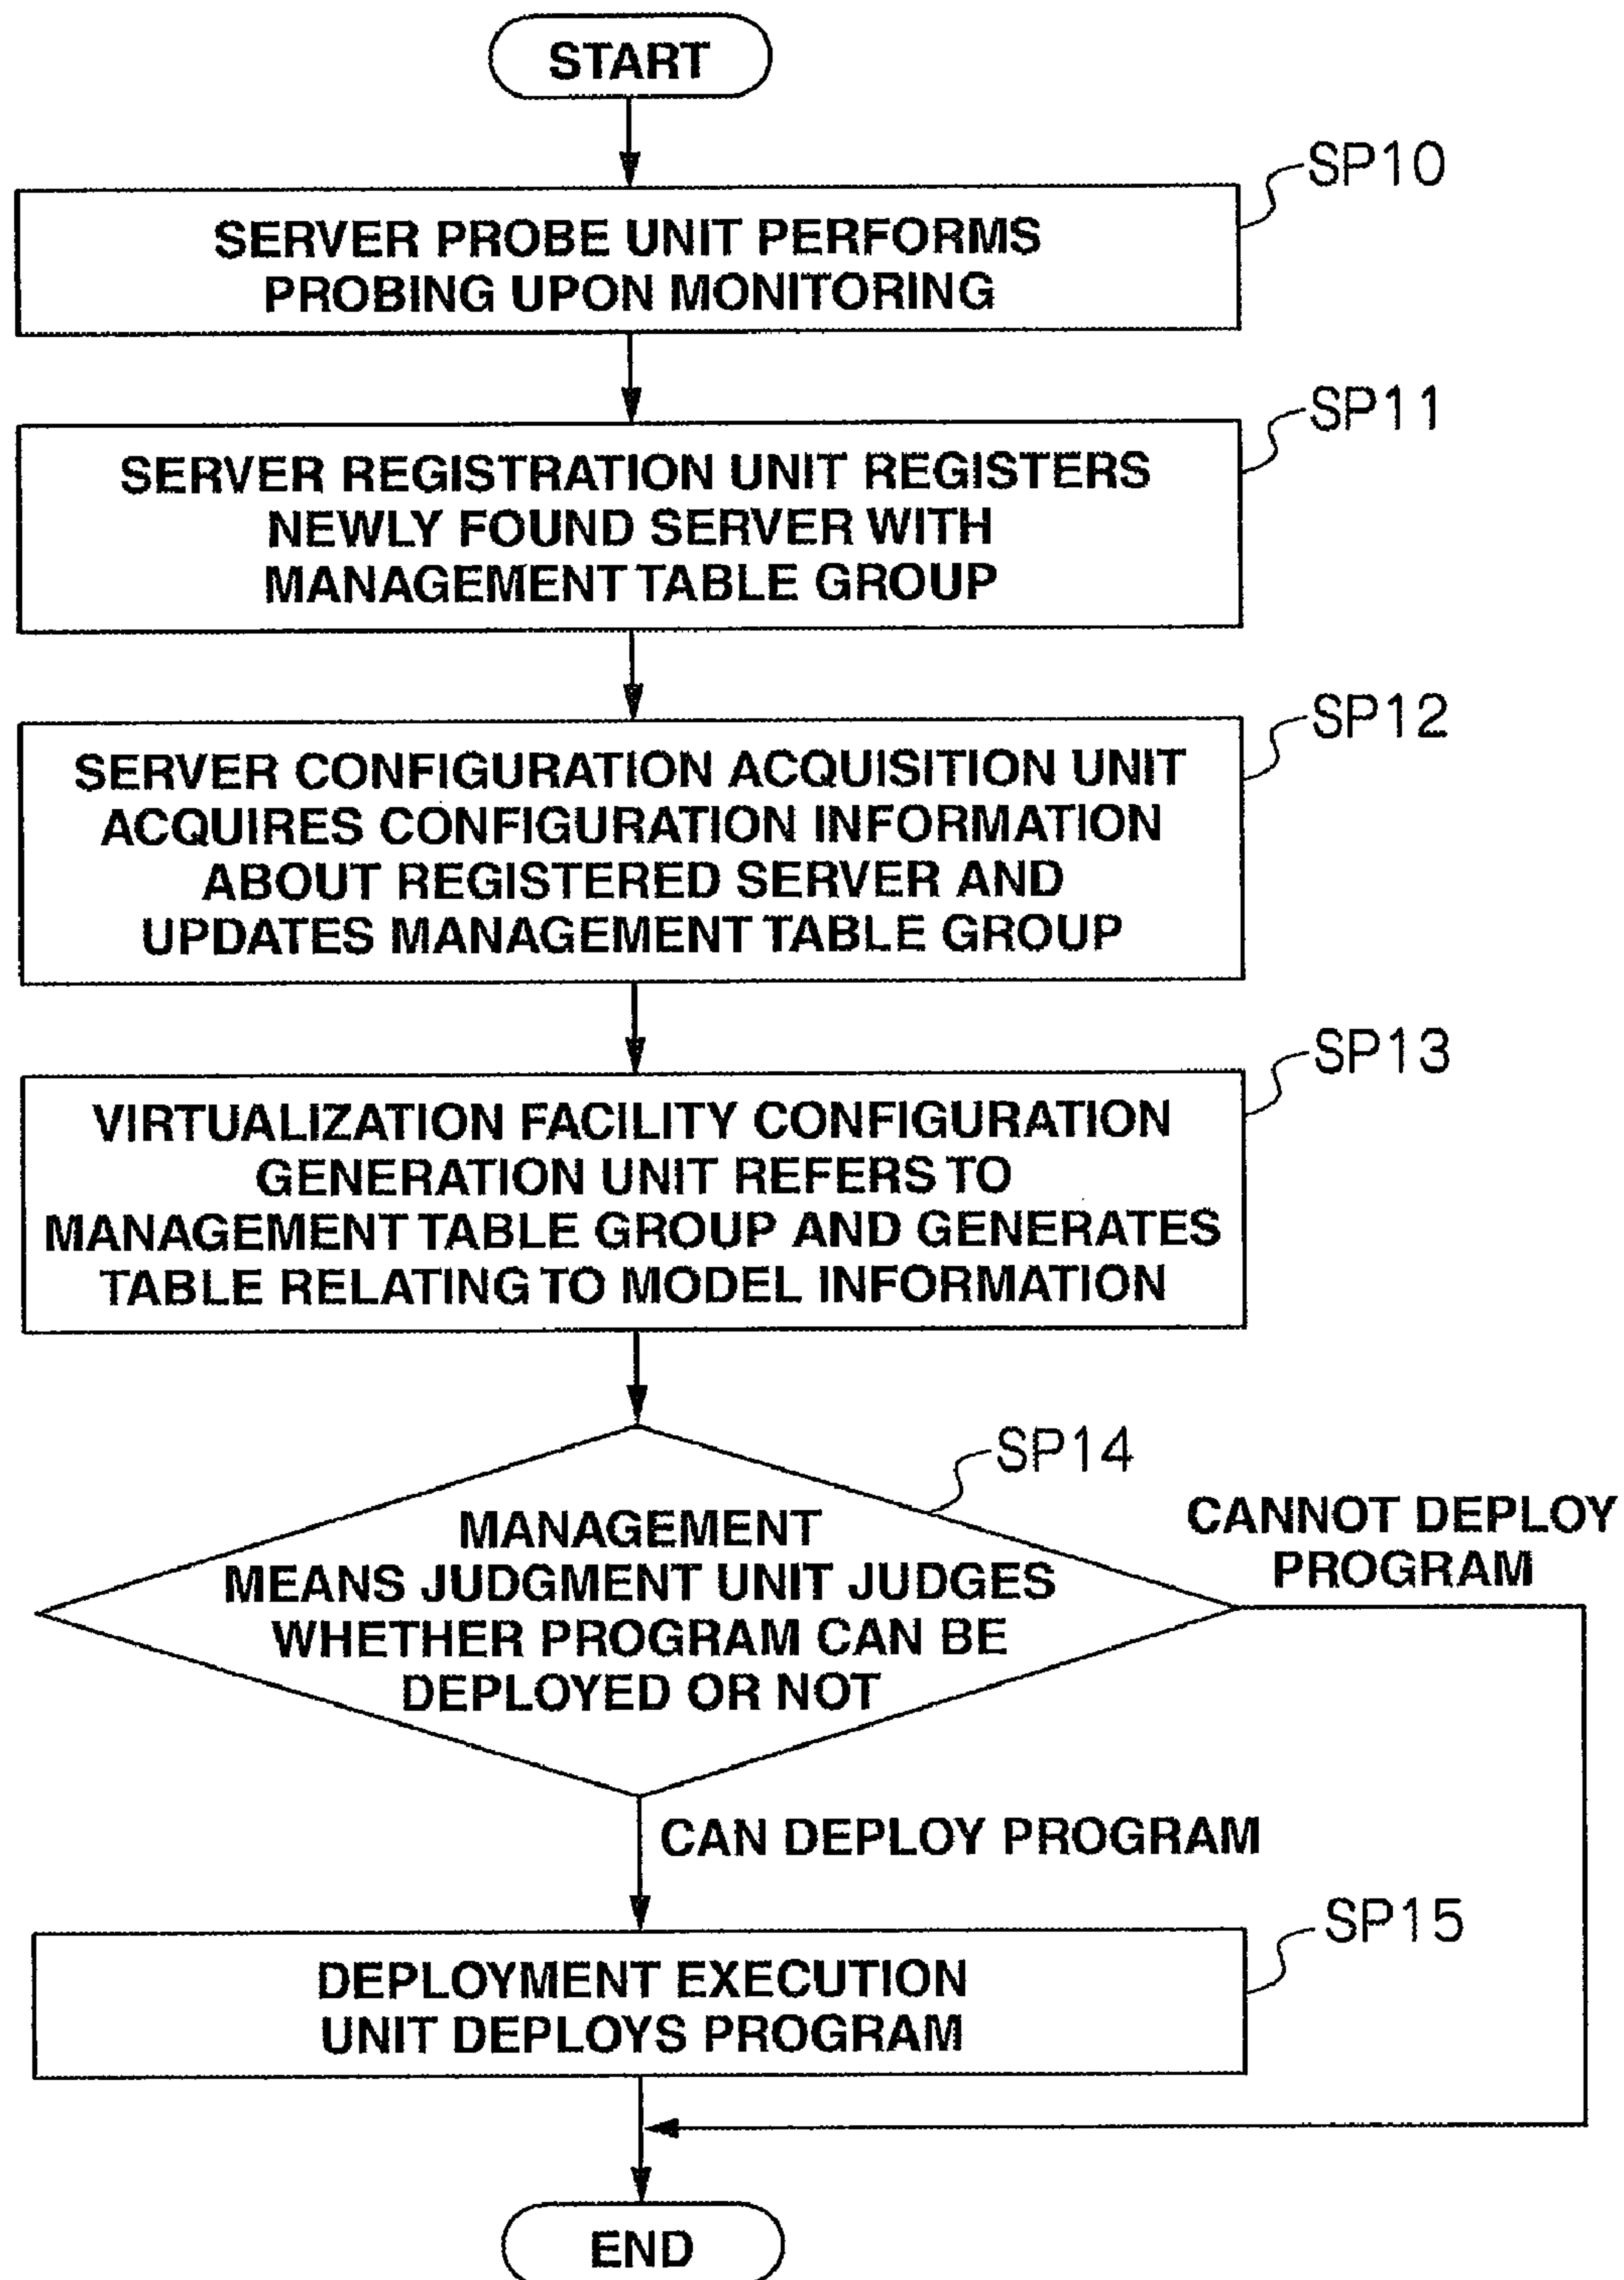 START
SP10
SERVER PROBE UNIT PERFORMS
PROBING UPON MONITORING
SP11
SERVER REGISTRATION UNIT REGISTERS
NEWLY FOUND SERVER WITH
MANAGEMENT TABLE GROUP
SP12
SERVER CONFIGURATION ACQUISITION UNIT
ACQUIRES CONFIGURATION INFORMATION
ABOUT REGISTERED SERVER AND
UPDATES MANAGEMENT TABLE GROUP
SP13
VIRTUALIZATION FACILITY CONFIGURATION
GENERATION UNIT REFERS TO
MANAGEMENT TABLE GROUP AND GENERATES
TABLE RELATING TO MODEL INFORMATION
SP14
MANAGEMENT
MEANS JUDGMENT UNIT JUDGES
WHETHER PROGRAM CAN BE
DEPLOYED OR NOT
CANNOT DEPLOY
PROGRAM
CAN DEPLOY PROGRAM
SP15
DEPLOYMENT EXECUTION
UNIT DEPLOYS PROGRAM
END